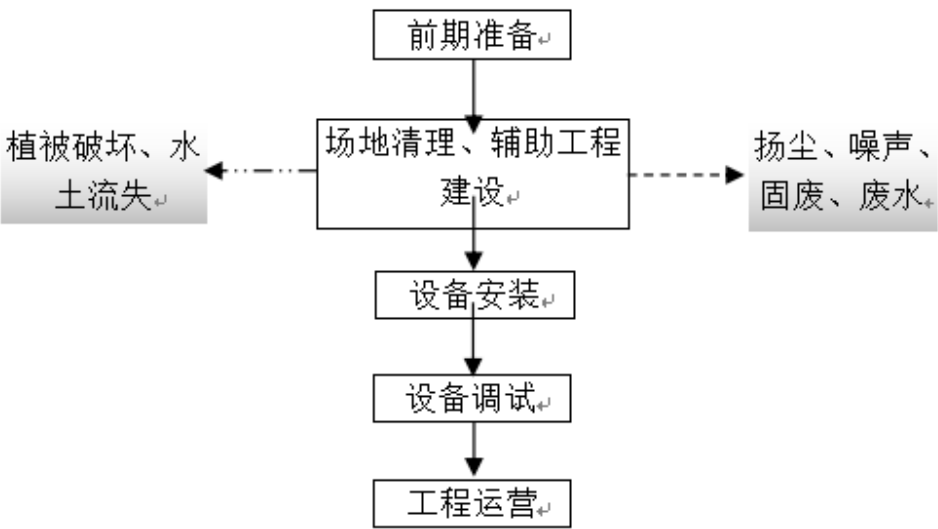 前期准备
植被破坏、水
土流失
场地清理、辅助工程
建设
扬尘、噪声、
固废、废水
设备安装
设备调试
工程运营